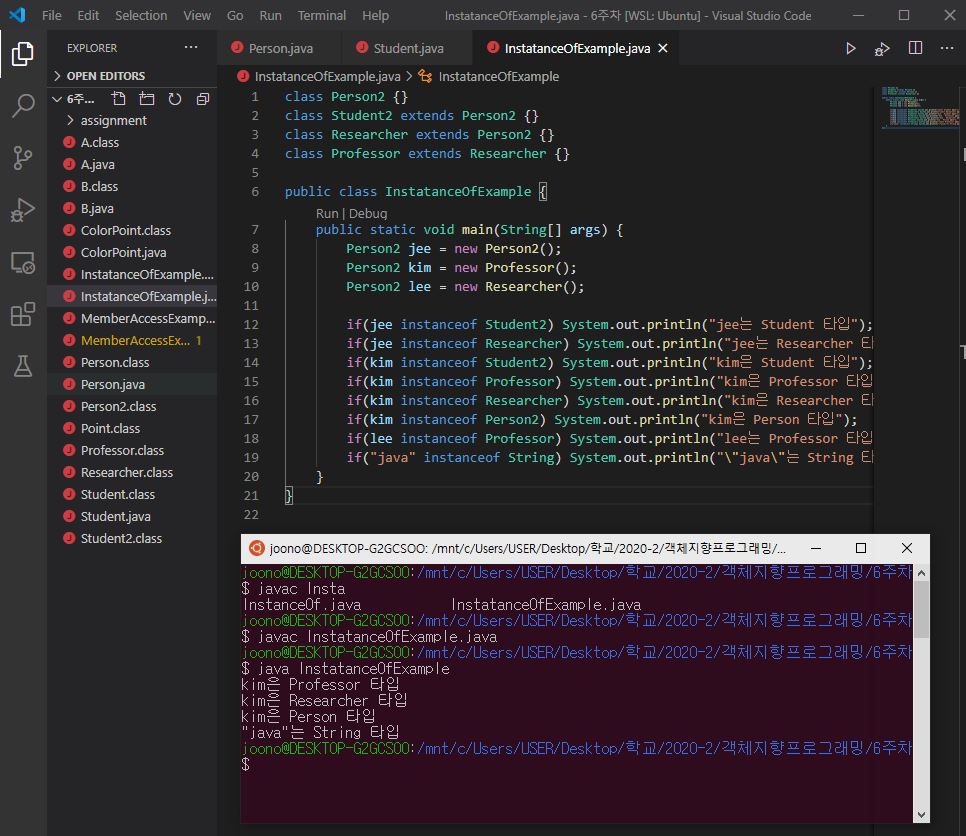 File Edit Selection View Go Run Terminal Help InstatanceOfExample.java - 6주차 [WSL: Ubuntu] - Visual Studio Code
EXPLORER
OPEN EDITORS
6주...
assignment
A.class
A.java
B.class
B.java
ColorPoint.class
ColorPoint.java
InstatanceOfExample....
InstatanceOfExample.j...
MemberAccessExamp...
MemberAccessEx... 1
Person.class
Person.java
Person2.class
Point.class
Professor.class
Researcher.class
Student.class
Student.java
Student2.class
Person.java Student.java InstatanceOfExample.java
InstatanceOfExample.java > InstatanceOfExample
1 class Person2 {}
2 class Student2 extends Person2 {}
3 class Researcher extends Person2 {}
4 class Professor extends Researcher {}
5
6 public class InstatanceOfExample {
Run | Debug
7 public static void main(String[] args) {
8 Person2 jee = new Person2();
9 Person2 kim = new Professor();
10 Person2 lee = new Researcher();
11
12 if(jee instanceof Student2) System.out.println("jee는 Student 타입");
13 if(jee instanceof Researcher) System.out.println("jee는 Researcher 타
14 if(kim instanceof Student2) System.out.println("kim은 Student 타입");
15 if(kim instanceof Professor) System.out.println("kim은 Professor 타입
16 if(kim instanceof Researcher) System.out.println("kim은 Researcher 타
17 if(kim instanceof Person2) System.out.println("kim은 Person 타입");
18 if(lee instanceof Professor) System.out.println("lee는 Professor 타입
19 if("java" instanceof String) System.out.println("\"java\"는 String 타
20 }
21 }
22
joono@DESKTOP-G2GCSOO: /mnt/c/Users/USER/Desktop/학교/2020-2/객체지향프로그래밍/...
joono@DESKTOP-G2GCSOO:/mnt/c/Users/USER/Desktop/학교/2020-2/객체지향프로그래밍/6주차
$ javac Insta
InstanceOf.java InstatanceOfExample.java
joono@DESKTOP-G2GCSOO:/mnt/c/Users/USER/Desktop/학교/2020-2/객체지향프로그래밍/6주차
$ javac InstatanceOfExample.java
joono@DESKTOP-G2GCSOO:/mnt/c/Users/USER/Desktop/학교/2020-2/객체지향프로그래밍/6주차
$ java InstatanceOfExample
kim은 Professor 타입
kim은 Researcher 타입
kim은 Person 타입
"java"는 String 타입
joono@DESKTOP-G2GCSOO:/mnt/c/Users/USER/Desktop/학교/2020-2/객체지향프로그래밍/6주차
$